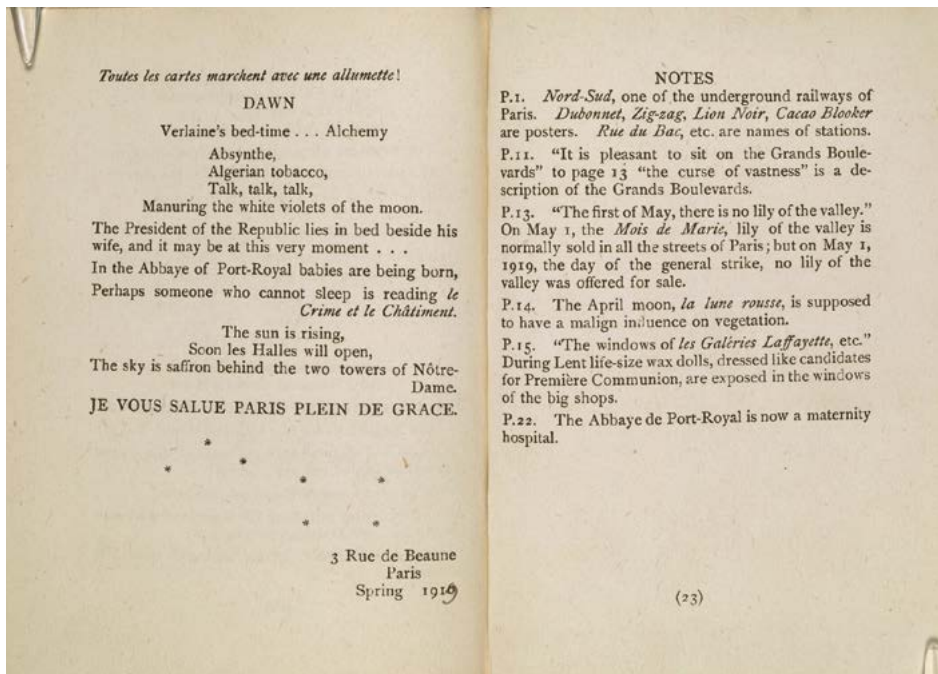 Toutes les cartes marchent avec une allumette!
DAWN
Verlaine's bed-time . . . Alchemy
Absynthe,
Algerian tobacco,
Talk, talk, talk,
Manuring the white violets of the moon.
The President of the Republic lies in bed beside his
wife, and it may be at this very moment . . .
In the Abbaye of Port-Royal babies are being born,
Perhaps someone who cannot sleep is reading le
Crime et le Châtiment.
The sun is rising,
Soon les Halles will open,
The sky is saffron behind the two towers of Nôtre-
Dame.
JE VOUS SALUE PARIS PLEIN DE GRACE.
* * * * * * *
3 Rue de Beaune
Paris
Spring 1919
NOTES
P.1. Nord-Sud, one of the underground railways of
Paris. Dubonnet, Zig-zag, Lion Noir, Cacao Blooker
are posters. Rue du Bac, etc. are names of stations.
P.11. "It is pleasant to sit on the Grands Boule-
vards" to page 13 "the curse of vastness" is a de-
scription of the Grands Boulevards.
P.13. "The first of May, there is no lily of the valley."
On May 1, the Mois de Marie, lily of the valley is
normally sold in all the streets of Paris; but on May 1,
1919, the day of the general strike, no lily of the
valley was offered for sale.
P.14. The April moon, la lune rousse, is supposed
to have a malign influence on vegetation.
P.15. "The windows of les Galéries Laffayette, etc."
During Lent life-size wax dolls, dressed like candidates
for Première Communion, are exposed in the windows
of the big shops.
P.22. The Abbaye de Port-Royal is now a maternity
hospital.
(23)